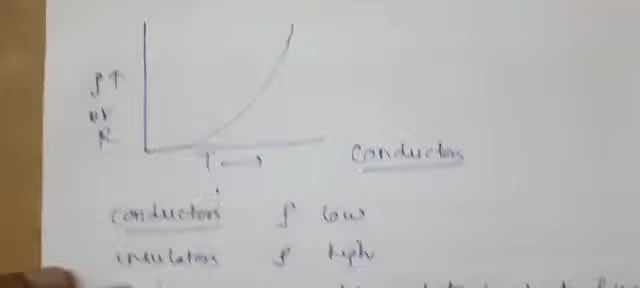 ρ↑
or
R
T →
conductors
conductors ρ low
insulators ρ high